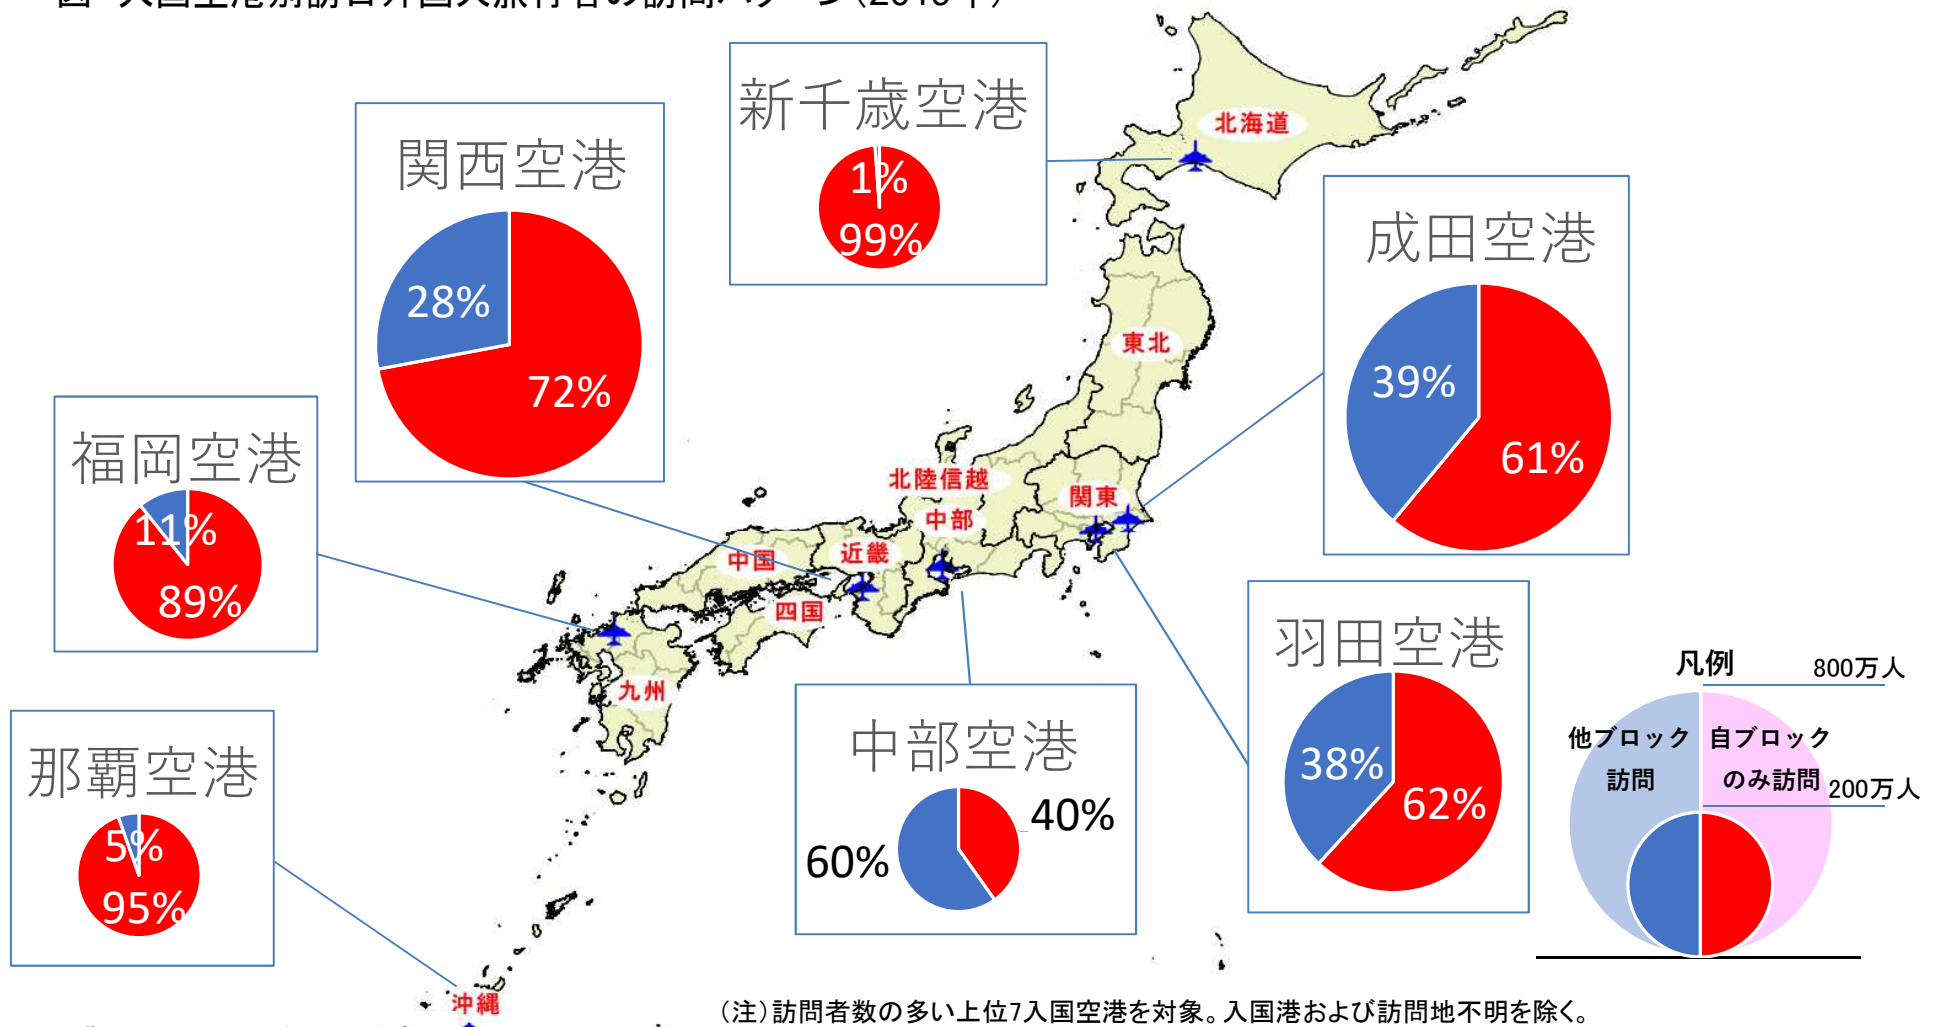 新千歳空港
1%
99%
関西空港
28%
72%
成田空港
39%
61%
福岡空港
11%
89%
羽田空港
38%
62%
那覇空港
5%
95%
中部空港
40%
60%
北海道
東北
北陸信越
関東
中部
近畿
中国
四国
九州
沖縄
凡例
800万人
他ブロック
訪問
自ブロック
のみ訪問
200万人
（注）訪問者数の多い上位7入国空港を対象。入国港および訪問地不明を除く。